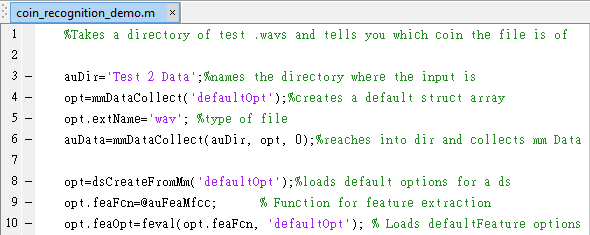 coin_recognition_demo.m ×
1 %Takes a directory of test .wavs and tells you which coin the file is of
2
3 – auDir='Test 2 Data';%names the directory where the input is
4 – opt=mmDataCollect('defaultOpt');%creates a default struct array
5 – opt.extName='wav'; %type of file
6 – auData=mmDataCollect(auDir, opt, 0);%reaches into dir and collects mm Data
7
8 – opt=dsCreateFromMm('defaultOpt');%loads default options for a ds
9 – opt.feaFcn=@auFeaMfcc; % Function for feature extraction
10 – opt.feaOpt=feval(opt.feaFcn, 'defaultOpt'); % Loads defaultFeature options